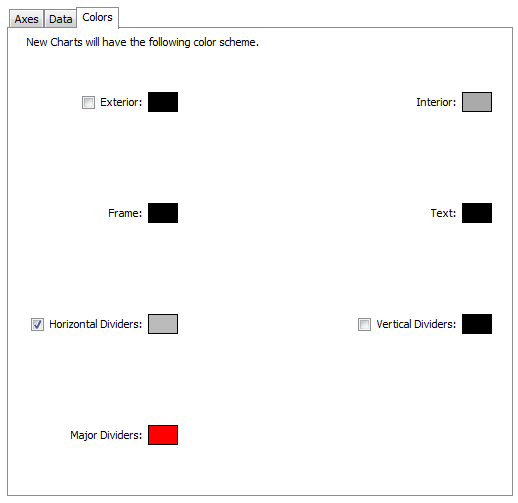 Axes Data Colors
New Charts will have the following color scheme.
Exterior: Interior:
Frame: Text:
Horizontal Dividers: Vertical Dividers:
Major Dividers: